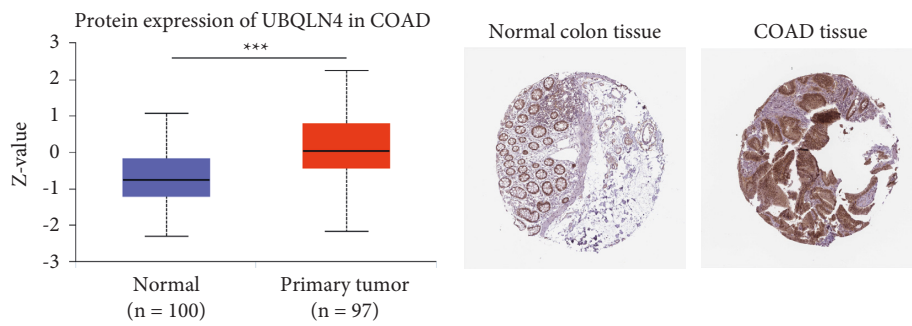 Protein expression of UBQLN4 in COAD
***
3
2
1
0
-1
-2
-3
Z-value
Normal
(n = 100)
Primary tumor
(n = 97)
Normal colon tissue
COAD tissue